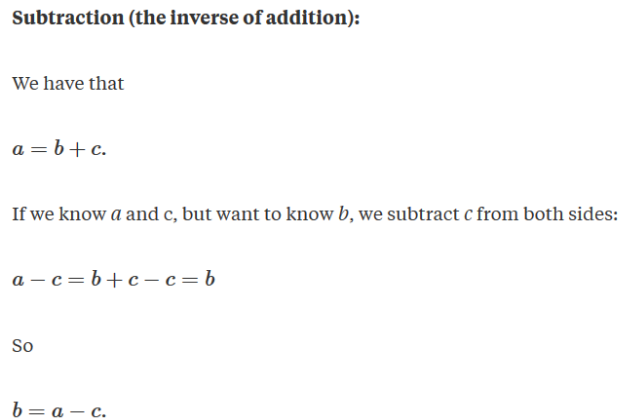 Subtraction (the inverse of addition):
We have that
a = b + c.
If we know a and c, but want to know b, we subtract c from both sides:
a − c = b + c − c = b
So
b = a − c.